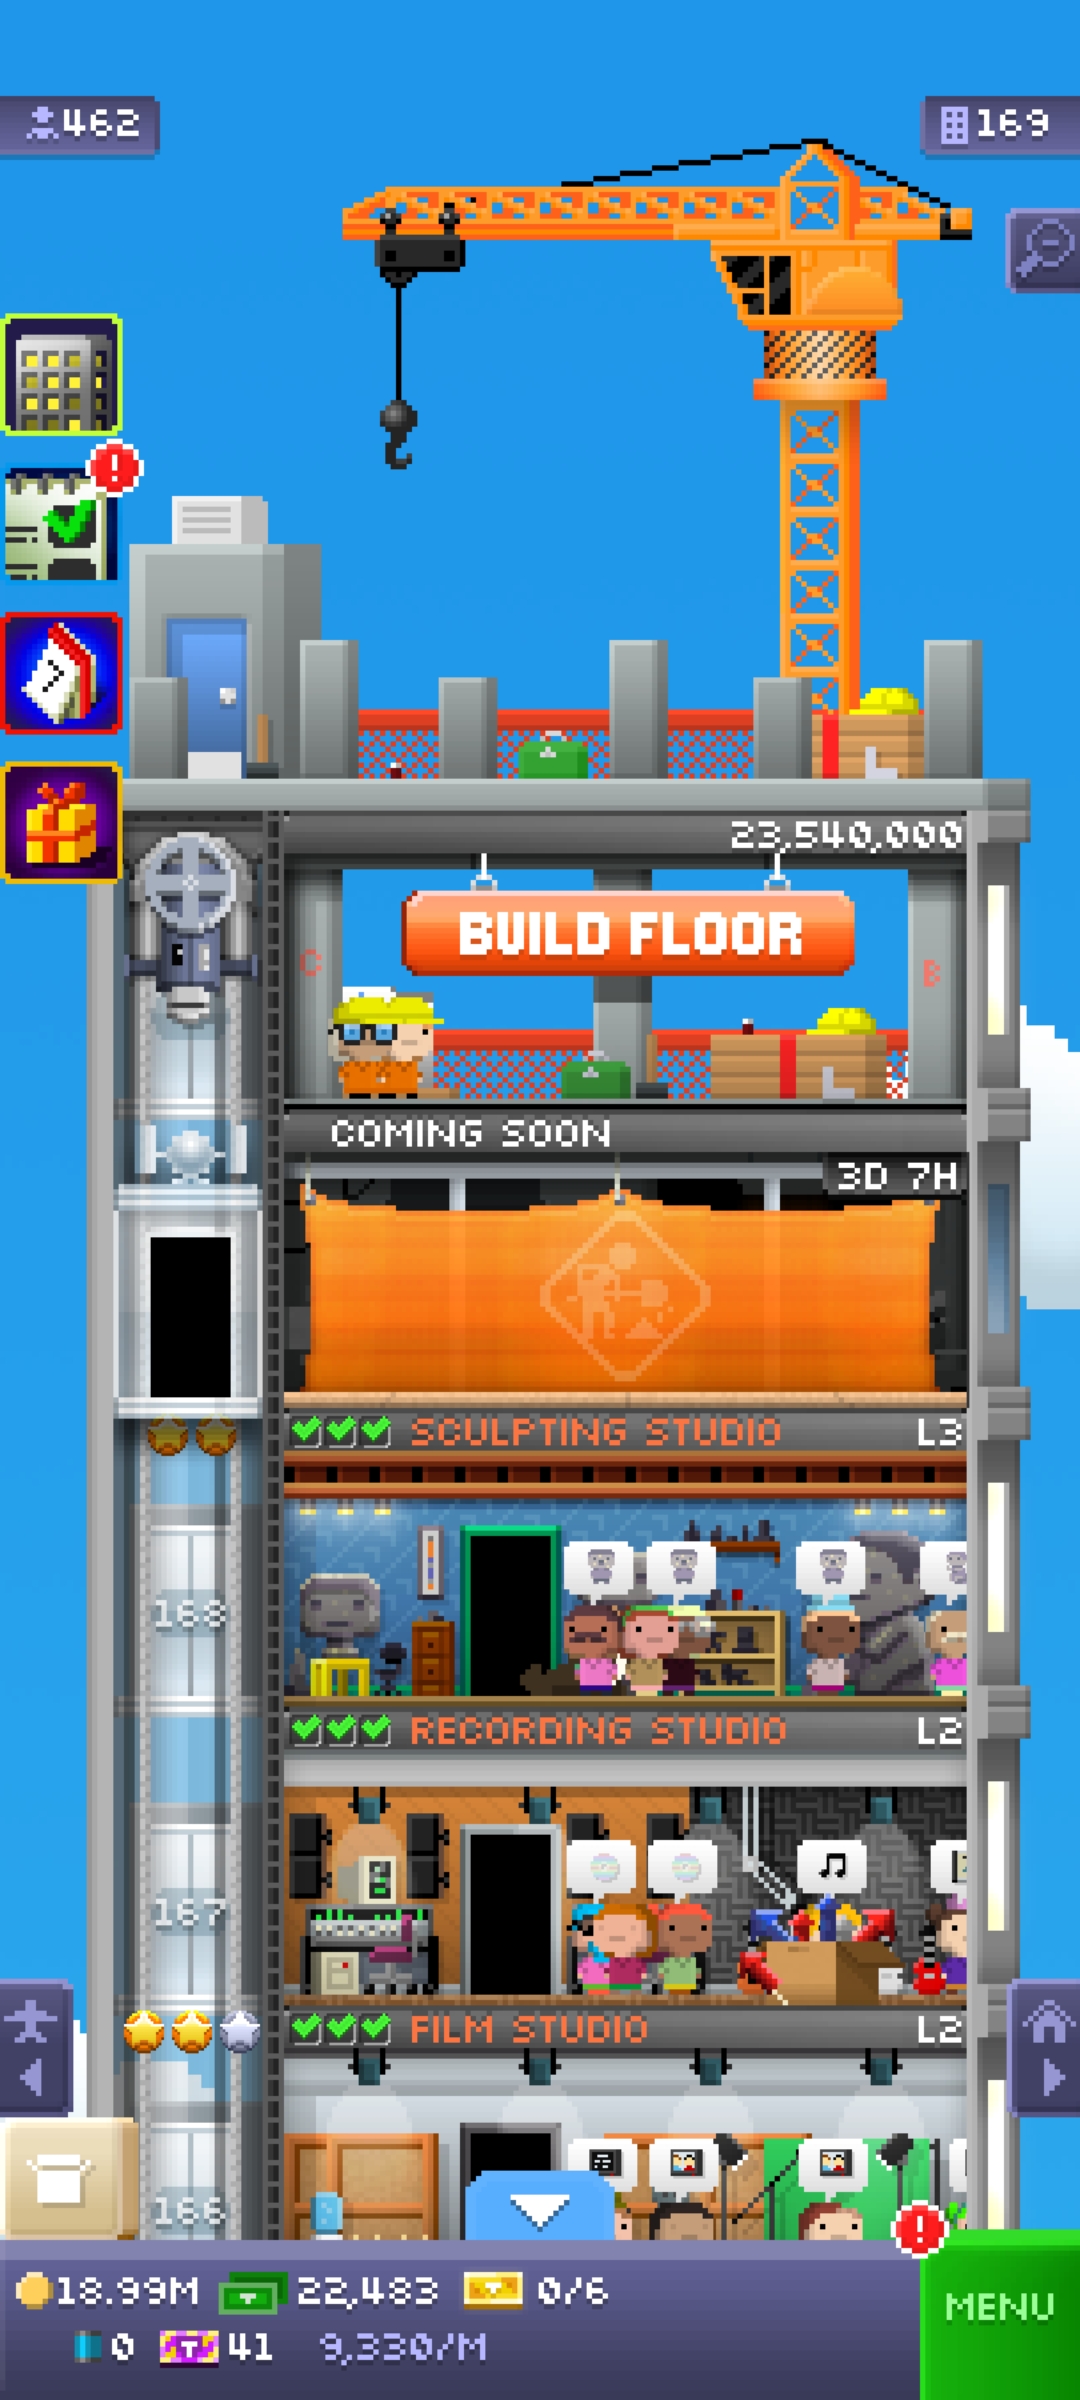 462
169
7
23,540,000
BUILD FLOOR
C
B
COMING SOON
3D 7H
SCULPTING STUDIO L3
168
RECORDING STUDIO L2
167
FILM STUDIO L2
166
18.99M 22,483 0/6
0 41 9,330/M
MENU